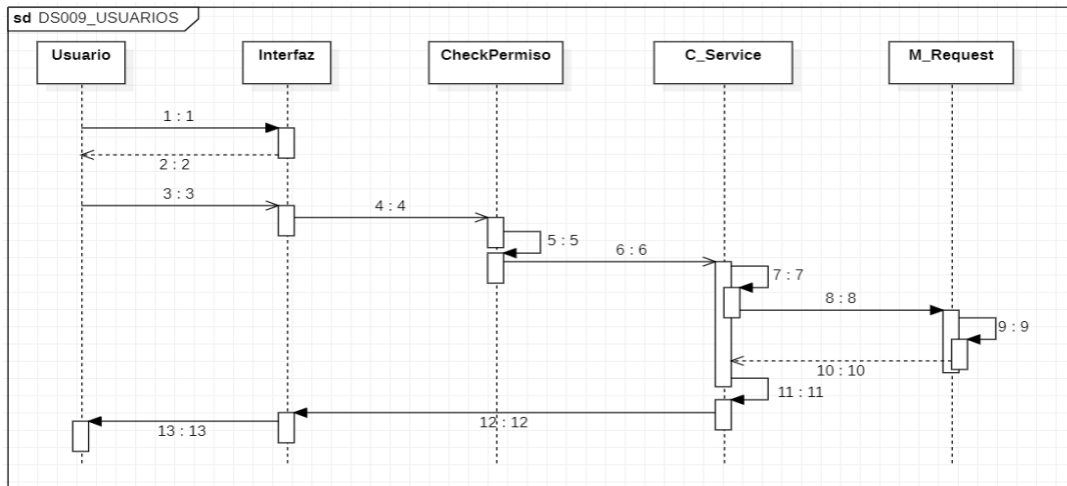 sd DS009_USUARIOS
Usuario
Interfaz
CheckPermiso
C_Service
M_Request
1 : 1
2 : 2
3 : 3
4 : 4
5 : 5
6 : 6
7 : 7
8 : 8
9 : 9
10 : 10
11 : 11
12 : 12
13 : 13